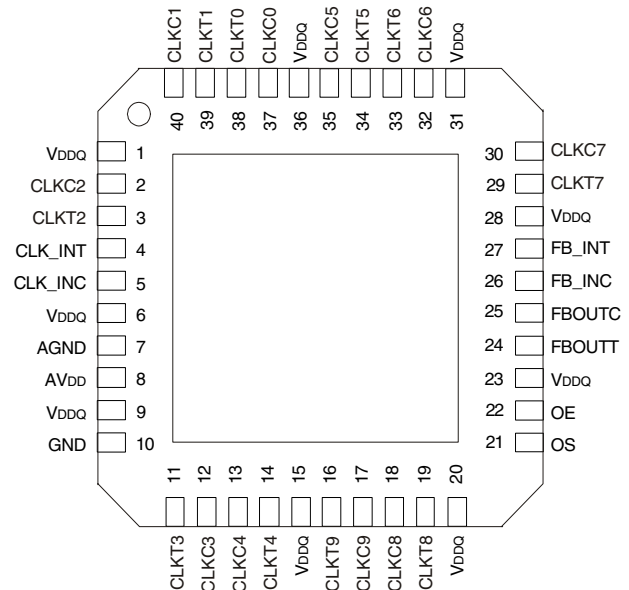 CLKC1 CLKT1 CLKT0 CLKC0 VDDQ CLKC5 CLKT5 CLKT6 CLKC6 VDDQ
40 39 38 37 36 35 34 33 32 31
VDDQ 1
CLKC2 2
CLKT2 3
CLK_INT 4
CLK_INC 5
VDDQ 6
AGND 7
AVDD 8
VDDQ 9
GND 10
30 CLKC7
29 CLKT7
28 VDDQ
27 FB_INT
26 FB_INC
25 FBOUTC
24 FBOUTT
23 VDDQ
22 OE
21 OS
11 12 13 14 15 16 17 18 19 20
CLKT3 CLKC3 CLKC4 CLKT4 VDDQ CLKT9 CLKC9 CLKC8 CLKT8 VDDQ